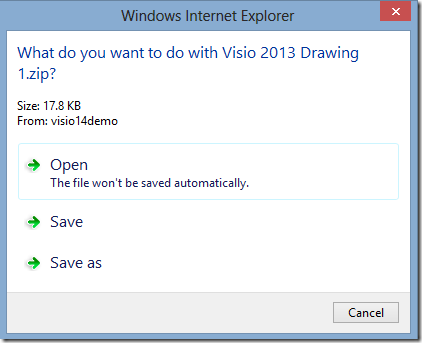 Windows Internet Explorer
What do you want to do with Visio 2013 Drawing
1.zip?
Size: 17.8 KB
From: visio14demo
Open
The file won't be saved automatically.
Save
Save as
Cancel